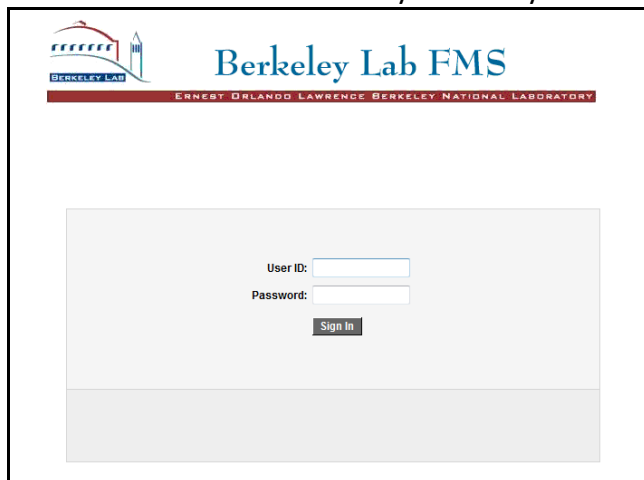 BERKELEY LAB
Berkeley Lab FMS
ERNEST ORLANDO LAWRENCE BERKELEY NATIONAL LABORATORY
User ID:
Password:
Sign In